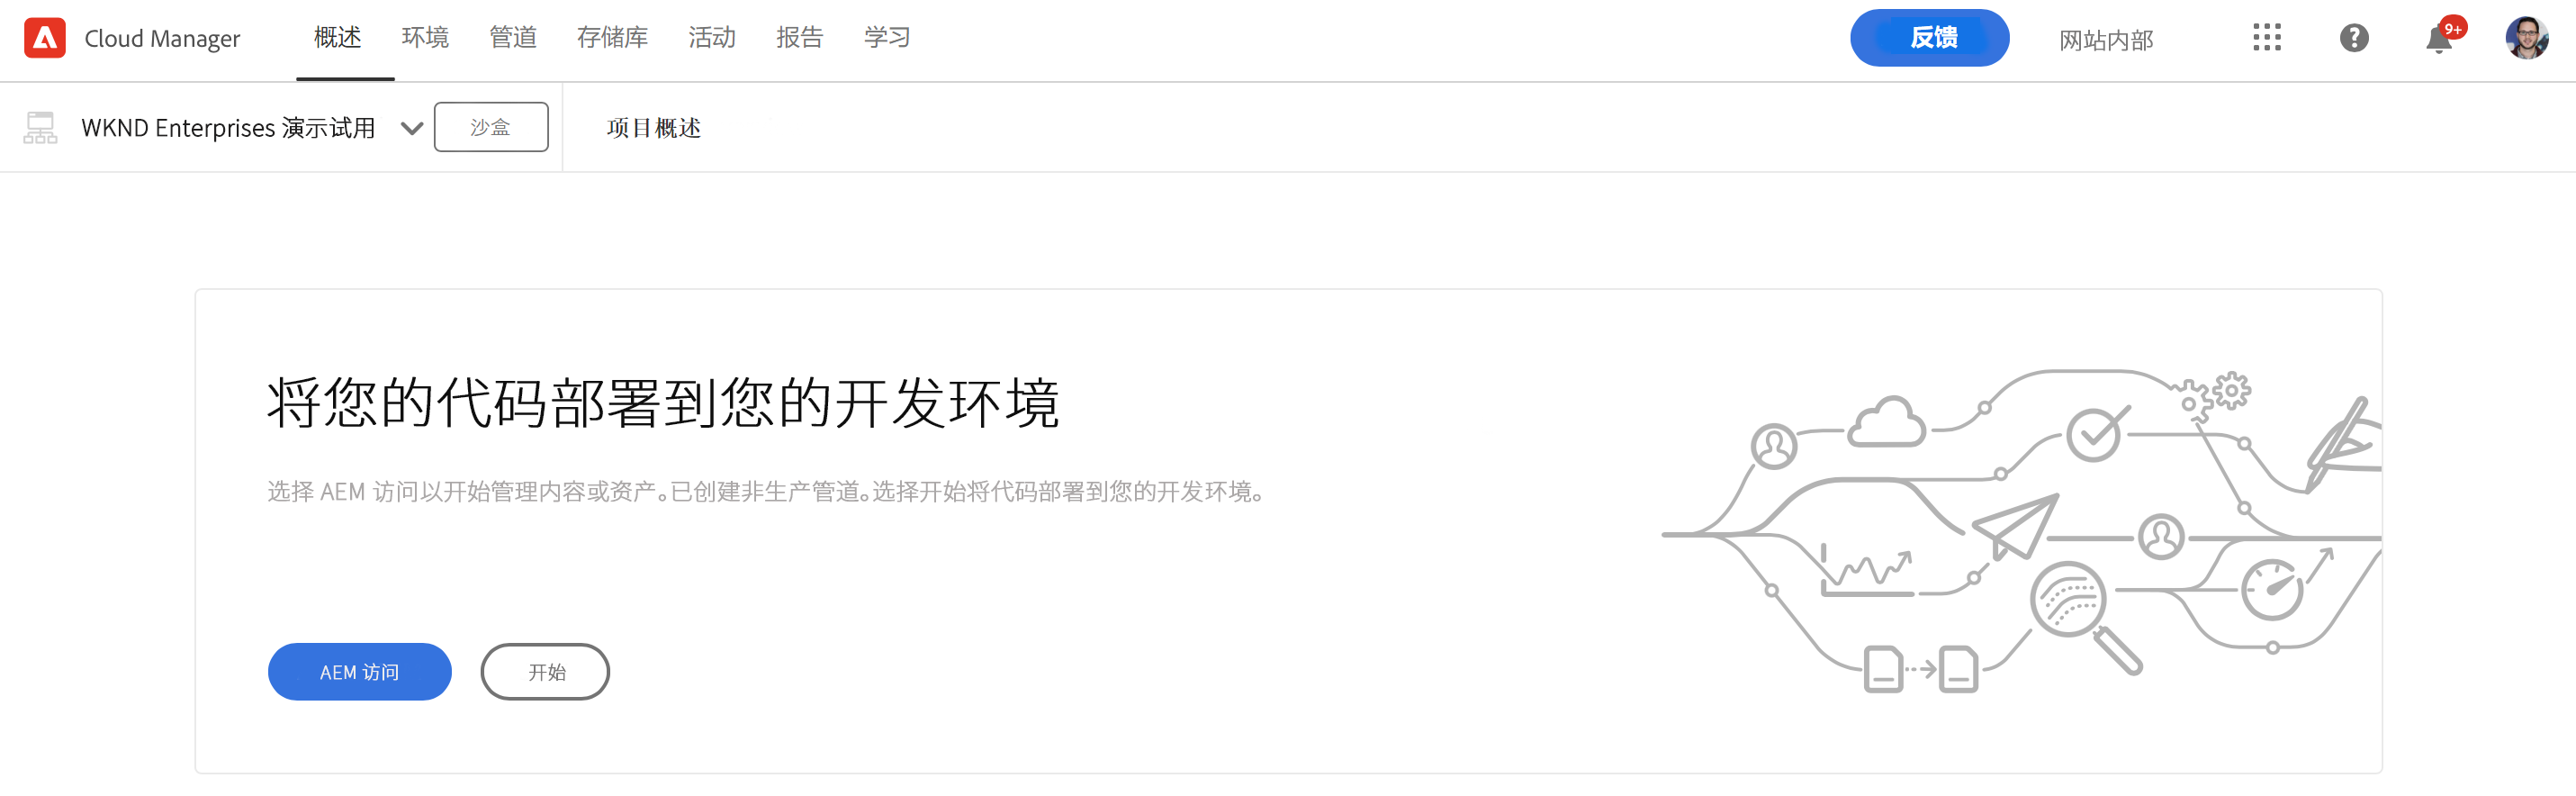 Cloud Manager 概述 环境 管道 存储库 活动 报告 学习 反馈 网站内部 9+
WKND Enterprises 演示试用 沙盒 项目概述
将您的代码部署到您的开发环境
选择 AEM 访问以开始管理内容或资产。已创建非生产管道。选择开始将代码部署到您的开发环境。
AEM 访问 开始